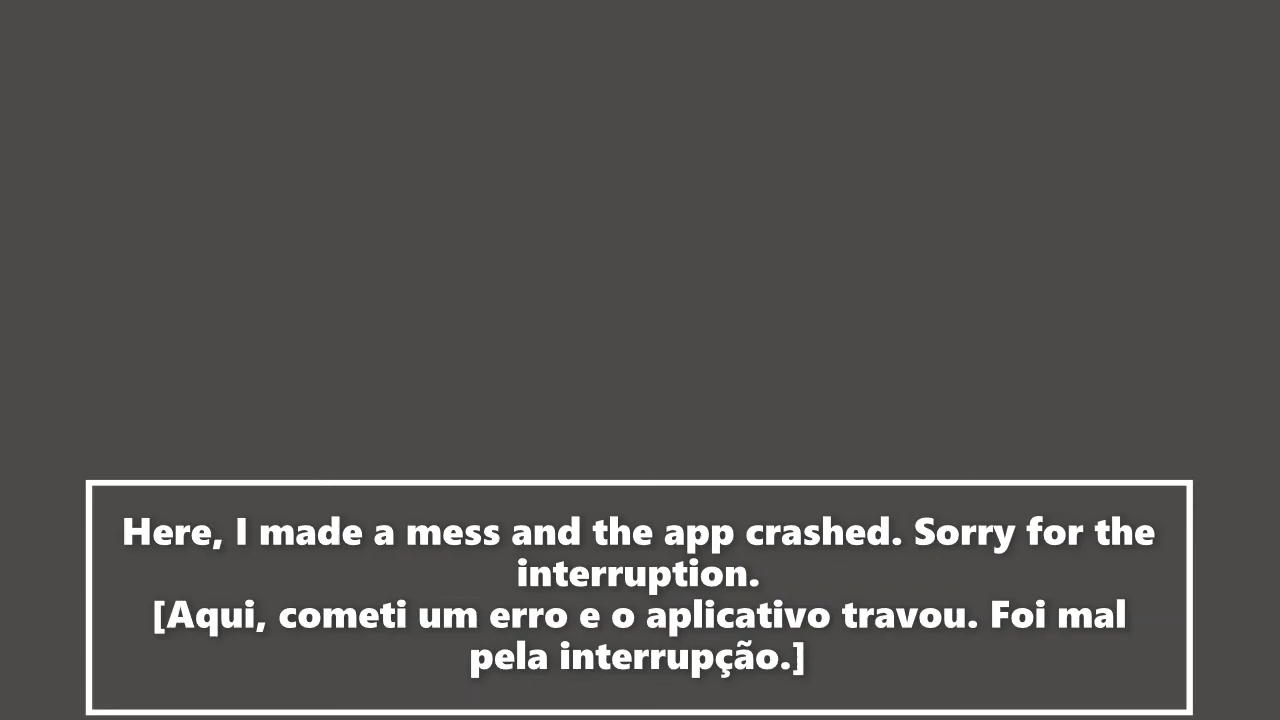 Here, I made a mess and the app crashed. Sorry for the
interruption.
[Aqui, cometi um erro e o aplicativo travou. Foi mal
pela interrupção.]